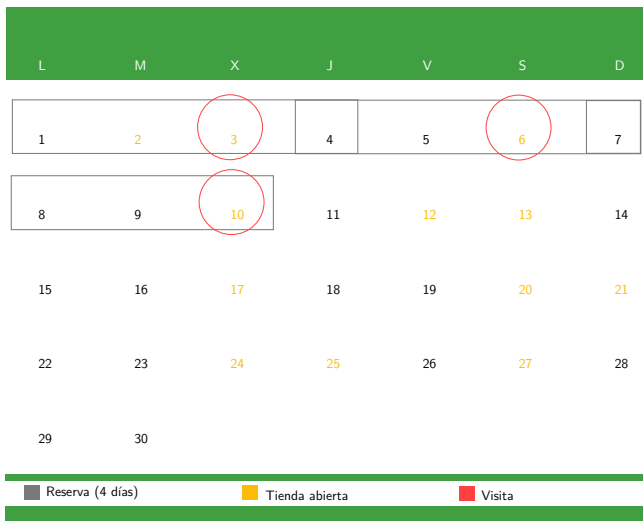 L M X J V S D
1 2 3 4 5 6 7
8 9 10 11 12 13 14
15 16 17 18 19 20 21
22 23 24 25 26 27 28
29 30
Reserva (4 días) Tienda abierta Visita